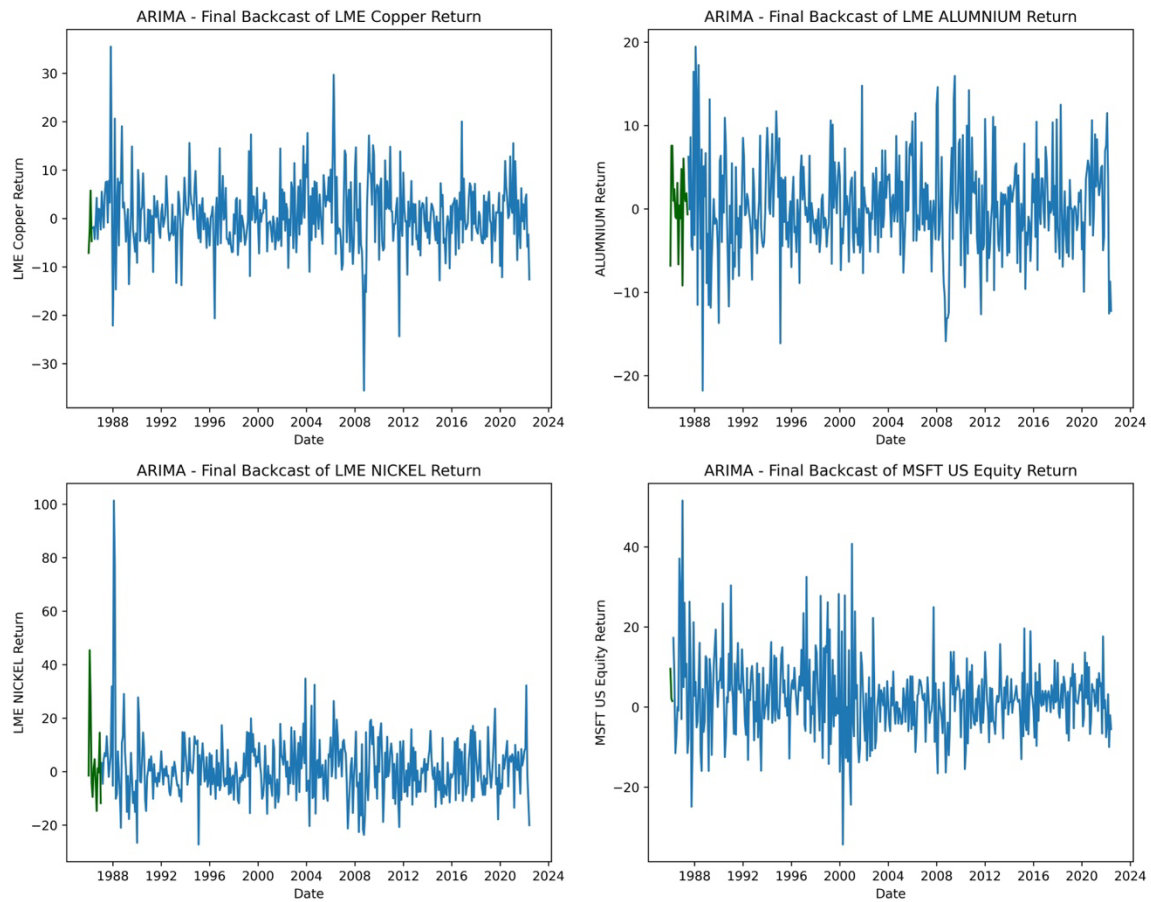 ARIMA - Final Backcast of LME Copper Return
LME Copper Return
30
20
10
0
−10
−20
−30
1988 1992 1996 2000 2004 2008 2012 2016 2020 2024
Date
ARIMA - Final Backcast of LME ALUMNIUM Return
ALUMNIUM Return
20
10
0
−10
−20
1988 1992 1996 2000 2004 2008 2012 2016 2020 2024
Date
ARIMA - Final Backcast of LME NICKEL Return
LME NICKEL Return
100
80
60
40
20
0
−20
1988 1992 1996 2000 2004 2008 2012 2016 2020 2024
Date
ARIMA - Final Backcast of MSFT US Equity Return
MSFT US Equity Return
40
20
0
−20
1988 1992 1996 2000 2004 2008 2012 2016 2020 2024
Date